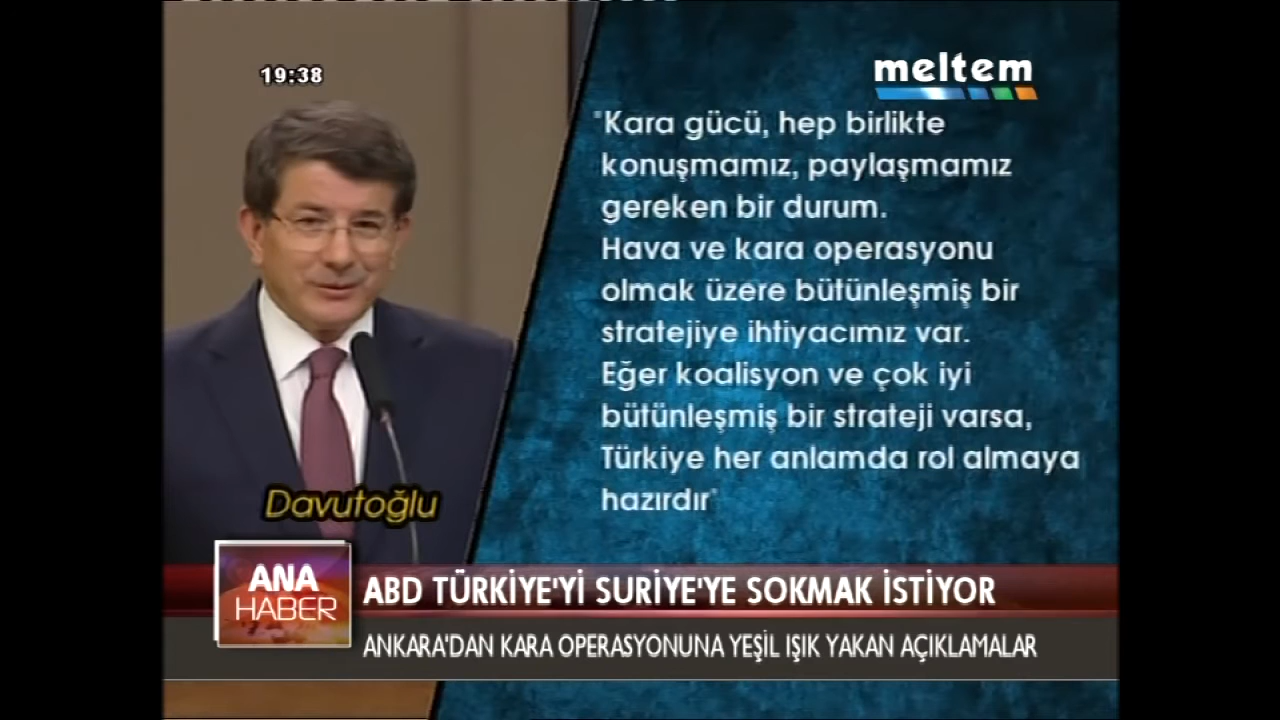 19:38
meltem
"Kara gücü, hep birlikte
konuşmamız, paylaşmamız
gereken bir durum.
Hava ve kara operasyonu
olmak üzere bütünleşmiş bir
stratejiye ihtiyacımız var.
Eğer koalisyon ve çok iyi
bütünleşmiş bir strateji varsa,
Türkiye her anlamda rol almaya
hazırdır"
Davutoğlu
ANA
HABER
ABD TÜRKİYE'Yİ SURİYE'YE SOKMAK İSTİYOR
ANKARA'DAN KARA OPERASYONUNA YEŞİL IŞIK YAKAN AÇIKLAMALAR